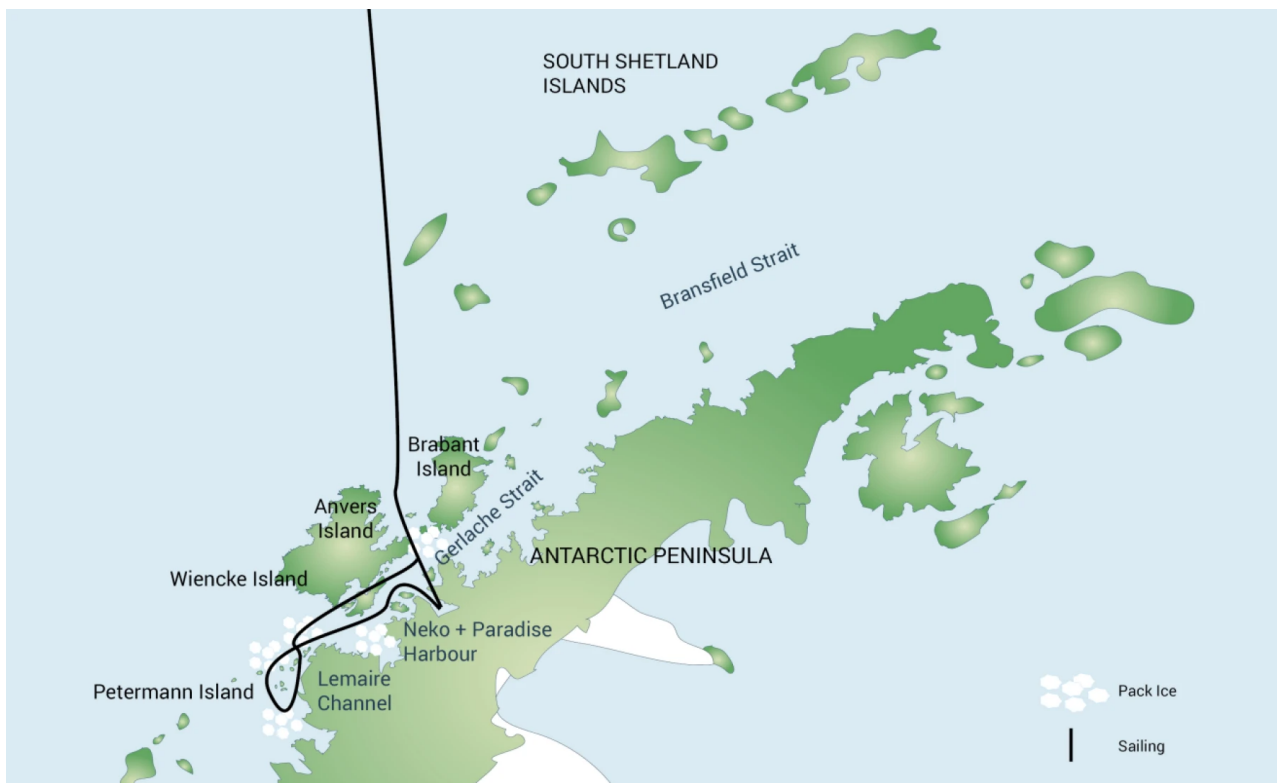 SOUTH SHETLAND
ISLANDS
Bransfield Strait
Brabant
Island
Anvers
Island
Gerlache Strait
ANTARCTIC PENINSULA
Wiencke Island
Neko + Paradise
Harbour
Lemaire
Channel
Petermann Island
Pack Ice
Sailing